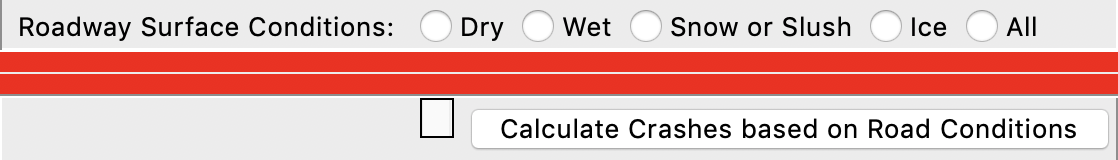 Roadway Surface Conditions: Dry Wet Snow or Slush Ice All
Calculate Crashes based on Road Conditions